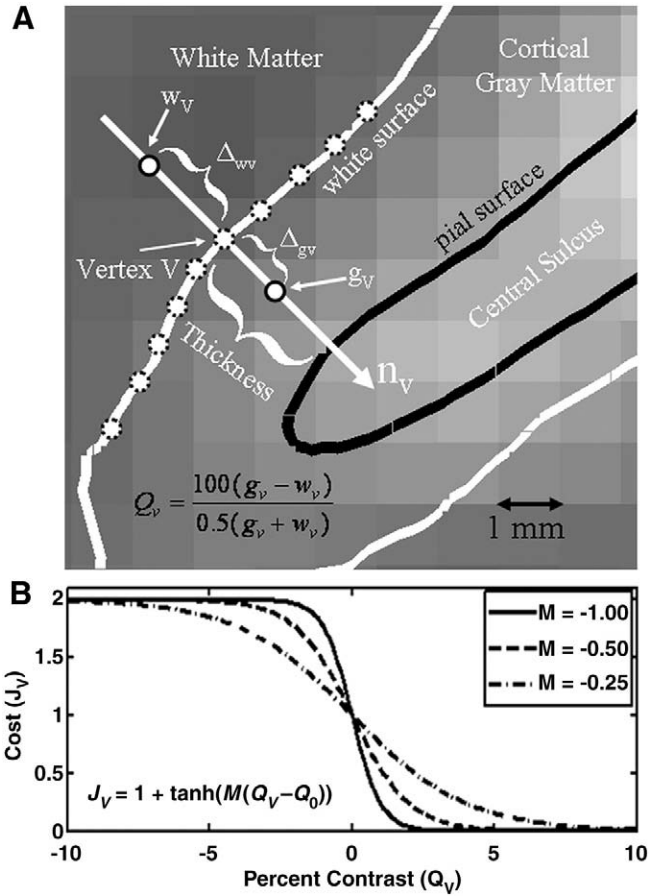 A
White Matter
Cortical
Gray Matter
w_V
Δ_wv
white surface
pial surface
Vertex V
Δ_gv
g_V
Central Sulcus
Thickness
n_v
Q_v = 100(g_v − w_v) / 0.5(g_v + w_v)
1 mm
B
2
1.5
1
0.5
0
Cost (J_V)
M = -1.00
M = -0.50
M = -0.25
J_V = 1 + tanh(M(Q_V−Q_0))
-10 -5 0 5 10
Percent Contrast (Q_V)